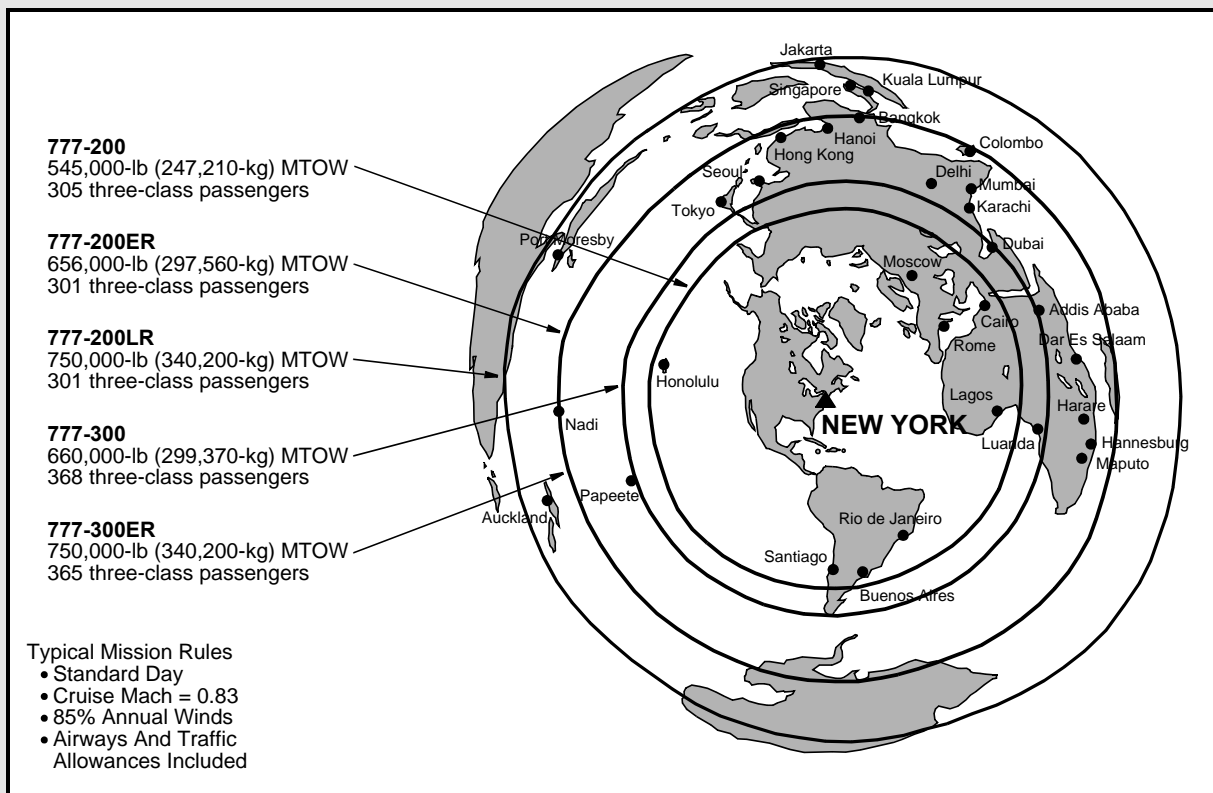 777-200
545,000-lb (247,210-kg) MTOW
305 three-class passengers
777-200ER
656,000-lb (297,560-kg) MTOW
301 three-class passengers
777-200LR
750,000-lb (340,200-kg) MTOW
301 three-class passengers
777-300
660,000-lb (299,370-kg) MTOW
368 three-class passengers
777-300ER
750,000-lb (340,200-kg) MTOW
365 three-class passengers
Typical Mission Rules
• Standard Day
• Cruise Mach = 0.83
• 85% Annual Winds
• Airways And Traffic
Allowances Included
Jakarta
Kuala Lumpur
Singapore
Bangkok
Hanoi
Hong Kong
Colombo
Seoul
Delhi
Mumbai
Tokyo
Karachi
Port Moresby
Dubai
Moscow
Addis Ababa
Cairo
Rome
Dar Es Salaam
Honolulu
Lagos
Harare
NEW YORK
Nadi
Luanda
Hannesburg
Maputo
Papeete
Auckland
Rio de Janeiro
Santiago
Buenos Aires